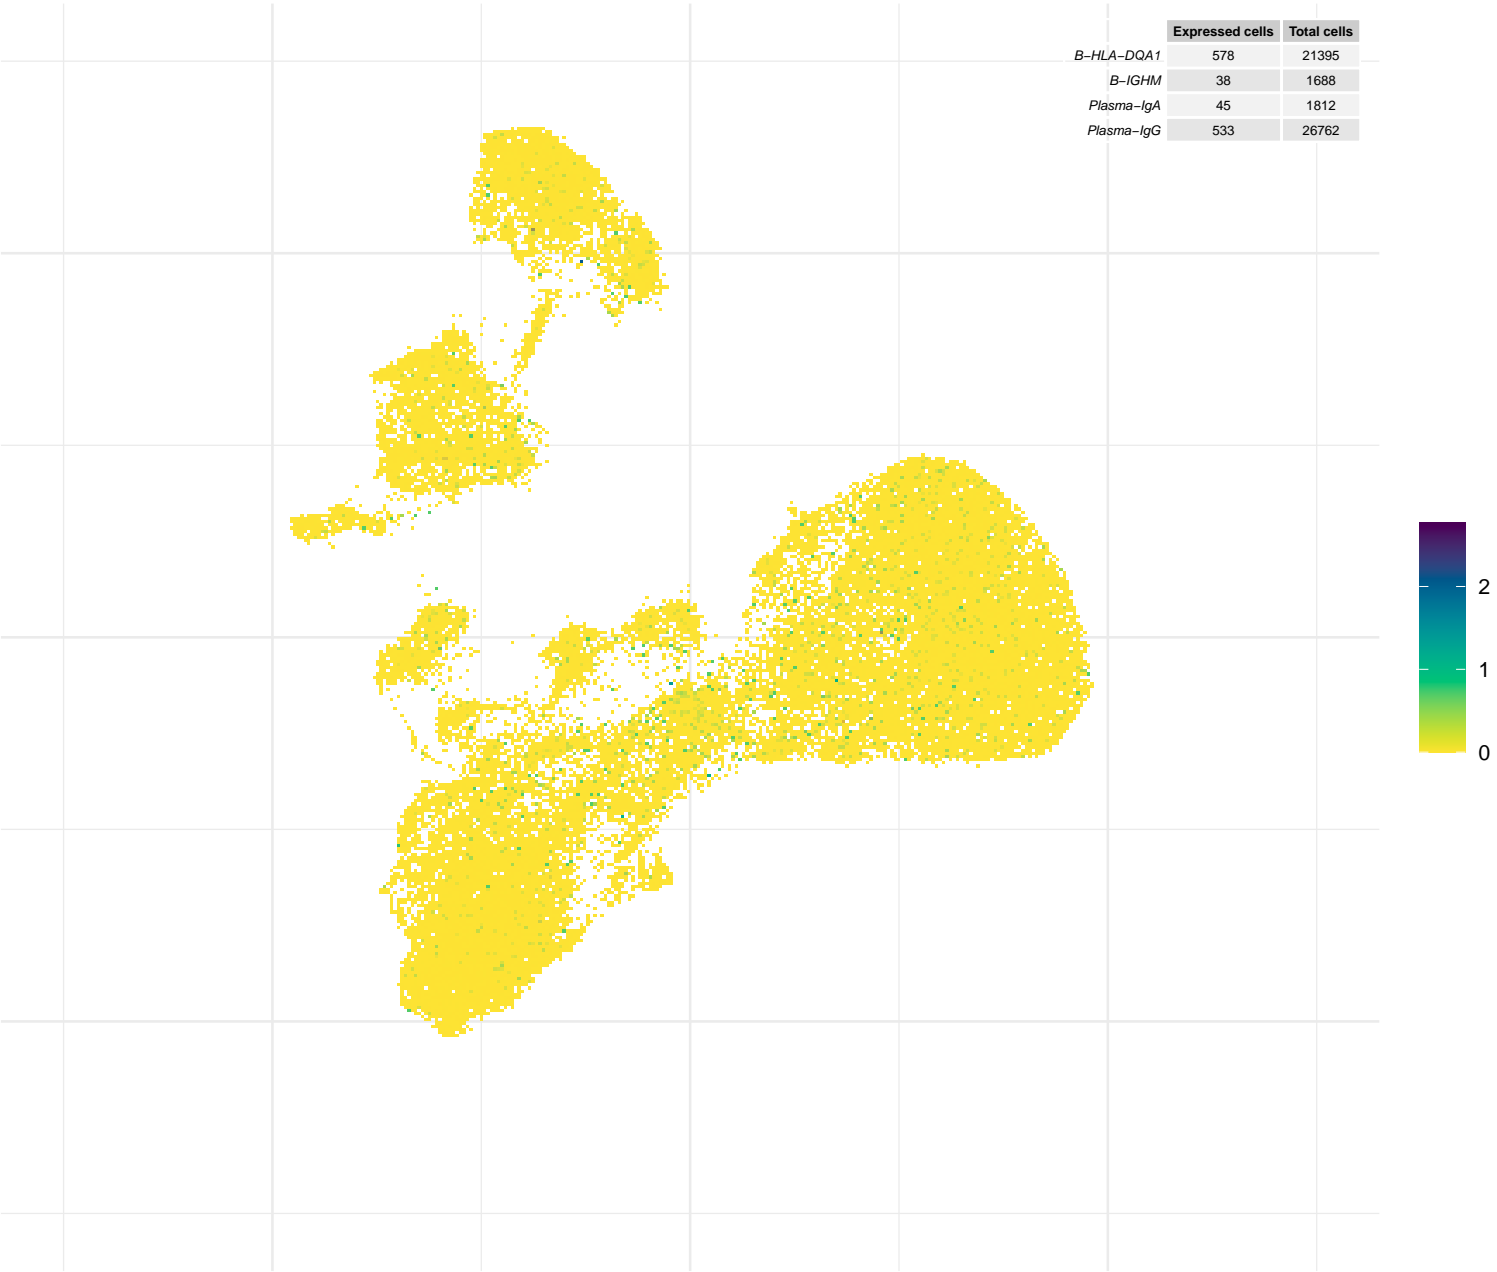 Expressed cells Total cells
B−HLA−DQA1 578 21395
B−IGHM 38 1688
Plasma−IgA 45 1812
Plasma−IgG 533 26762
2
1
0